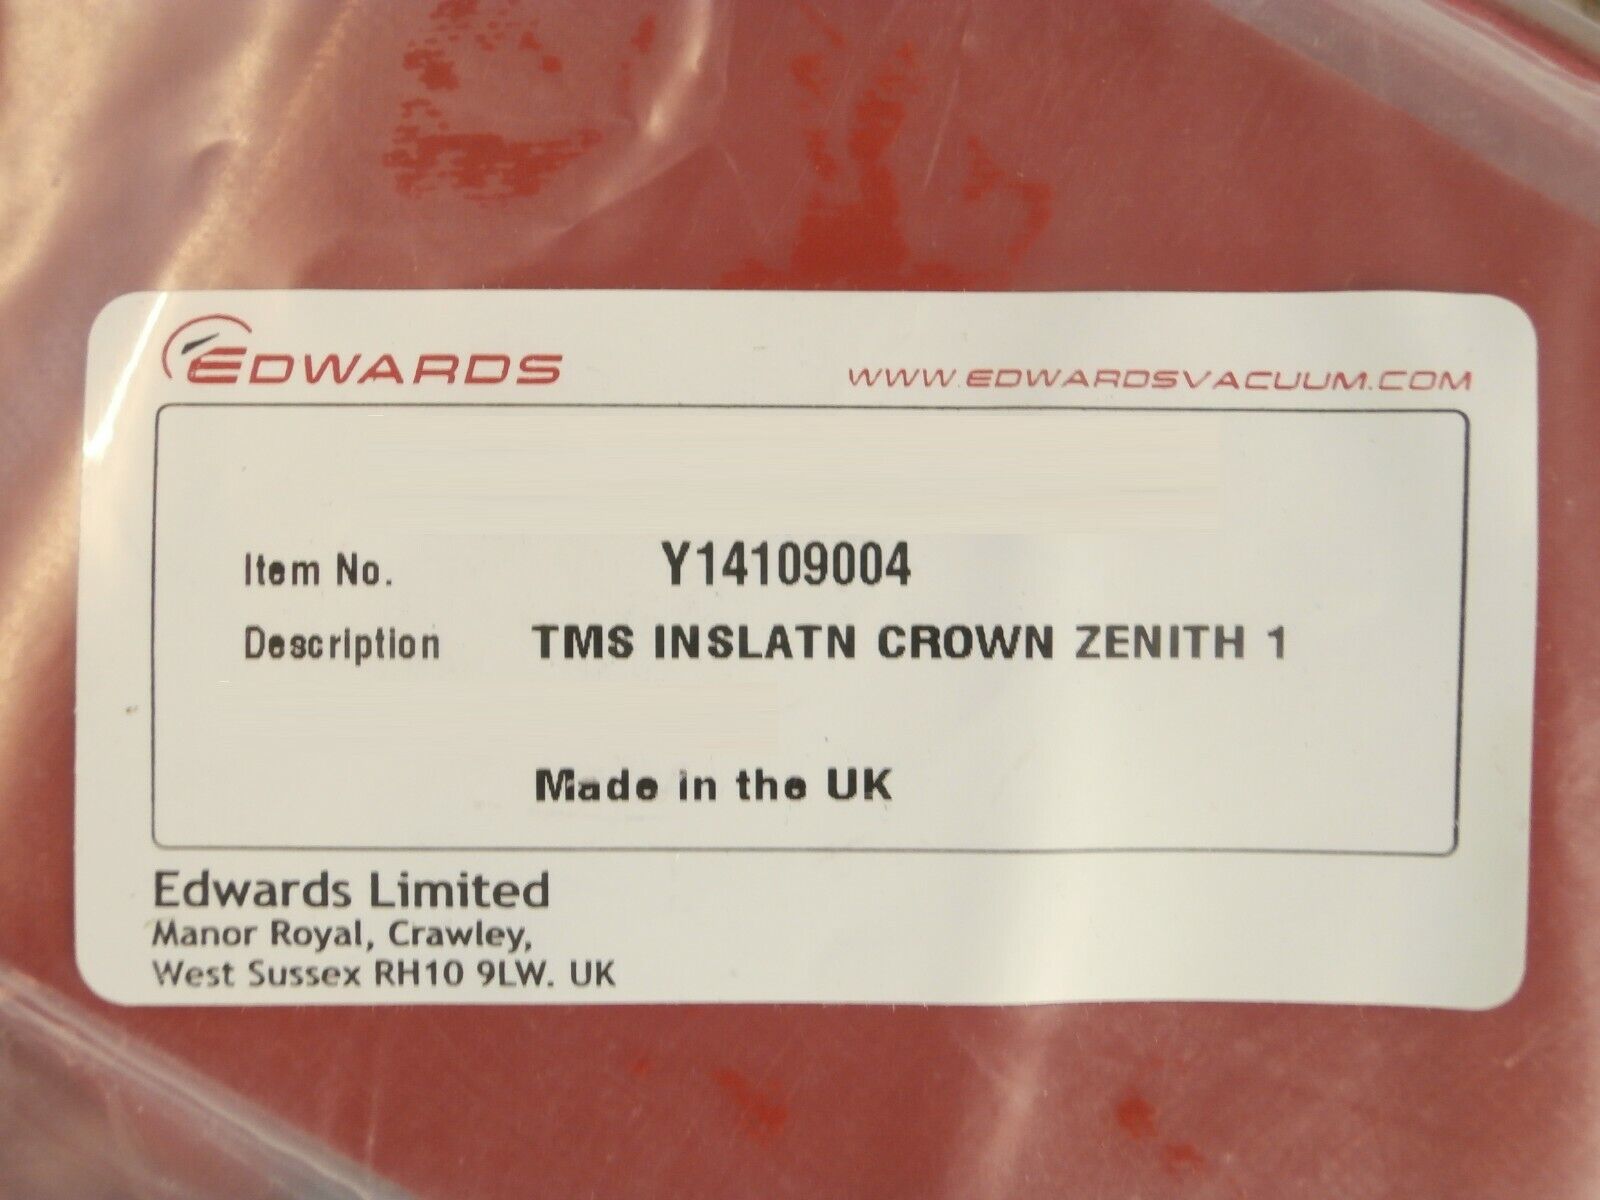 EDWARDS
WWW.EDWARDSVACUUM.COM
Item No. Y14109004
Description TMS INSLATN CROWN ZENITH 1
Made in the UK
Edwards Limited
Manor Royal, Crawley,
West Sussex RH10 9LW. UK